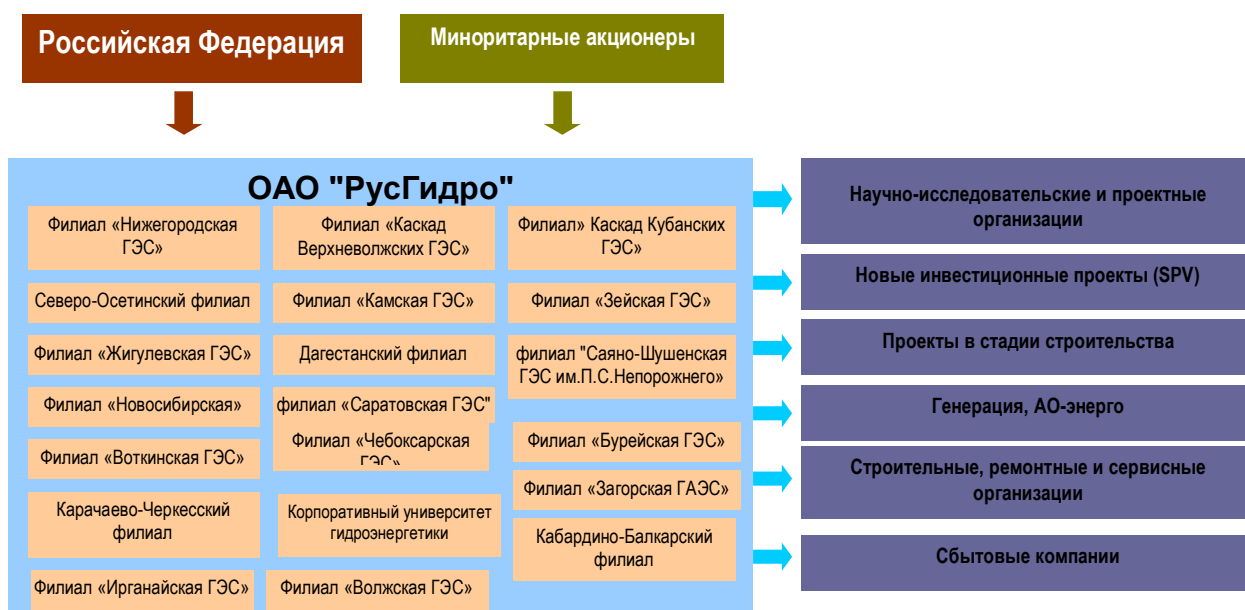 Российская Федерация
Миноритарные акционеры
ОАО "РусГидро"
Филиал «Нижегородская
ГЭС»
Филиал «Каскад
Верхневолжских ГЭС»
Филиал» Каскад Кубанских
ГЭС»
Северо-Осетинский филиал
Филиал «Камская ГЭС»
Филиал «Зейская ГЭС»
Филиал «Жигулевская ГЭС»
Дагестанский филиал
филиал "Саяно-Шушенская
ГЭС им.П.С.Непорожнего»
Филиал «Новосибирская»
филиал «Саратовская ГЭС"
Филиал «Воткинская ГЭС»
Филиал «Чебоксарская
ГЭС»
Филиал «Бурейская ГЭС»
Филиал «Загорская ГАЭС»
Карачаево-Черкесский
филиал
Корпоративный университет
гидроэнергетики
Кабардино-Балкарский
филиал
Филиал «Ирганайская ГЭС»
Филиал «Волжская ГЭС»
Научно-исследовательские и проектные
организации
Новые инвестиционные проекты (SPV)
Проекты в стадии строительства
Генерация, АО-энерго
Строительные, ремонтные и сервисные
организации
Сбытовые компании